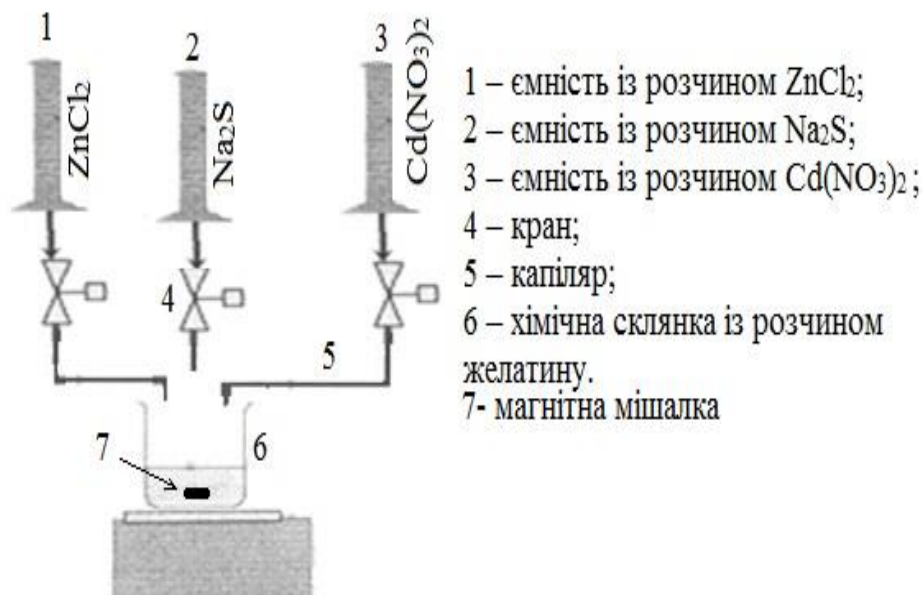 1
2
3
ZnCl2
Na2S
Cd(NO3)2
4
5
6
7
1 – ємність із розчином ZnCl2;
2 – ємність із розчином Na2S;
3 – ємність із розчином Cd(NO3)2 ;
4 – кран;
5 – капіляр;
6 – хімічна склянка із розчином
желатину.
7- магнітна мішалка